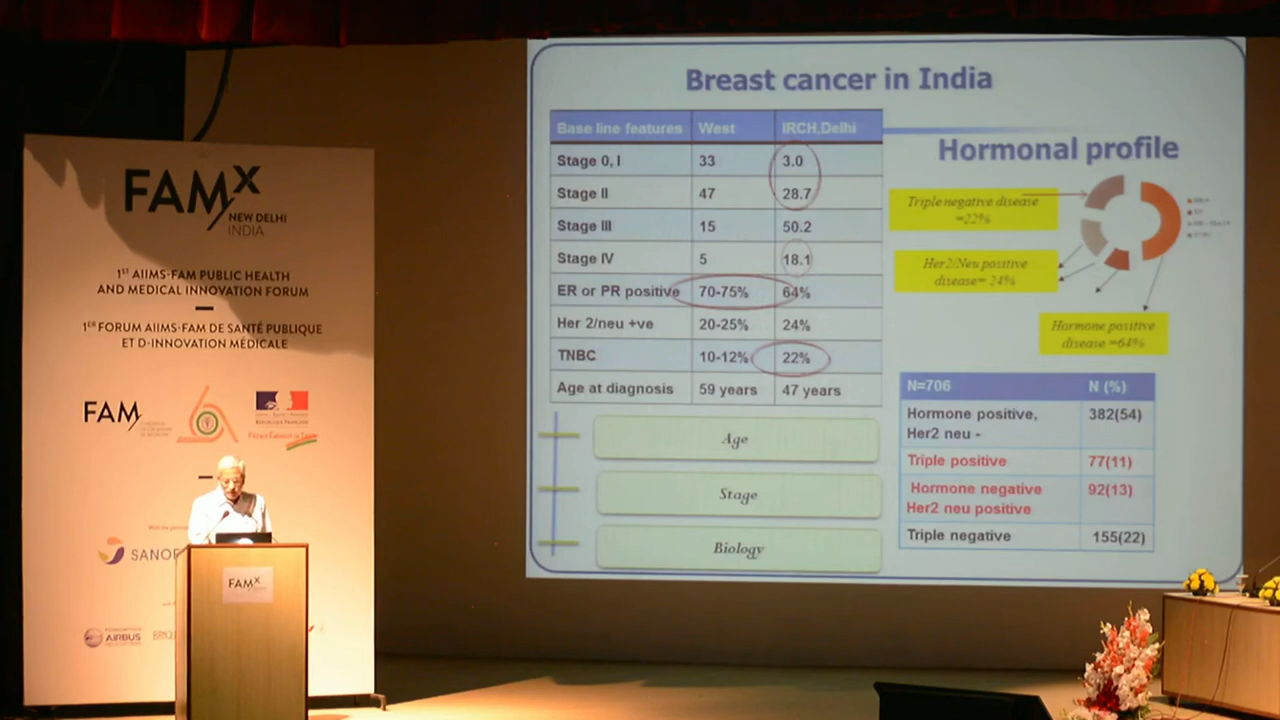 FAMX
NEW DELHI
INDIA
1ST AIIMS-FAM PUBLIC HEALTH
AND MEDICAL INNOVATION FORUM
1ER FORUM AIIMS-FAM DE SANTÉ PUBLIQUE
ET D-INNOVATION MÉDICALE
FAM
RÉPUBLIQUE FRANÇAISE
With the
SANOF
AIRBUS
FAMX
Breast cancer in India
Base line features West IRCH,Delhi
Stage 0, I 33 3.0
Stage II 47 28.7
Stage III 15 50.2
Stage IV 5 18.1
ER or PR positive 70-75% 64%
Her 2/neu +ve 20-25% 24%
TNBC 10-12% 22%
Age at diagnosis 59 years 47 years
Age
Stage
Biology
Hormonal profile
Triple negative disease
=22%
Her2/Neu positive
disease= 24%
Hormone positive
disease =64%
N=706 N (%)
Hormone positive, 382(54)
Her2 neu -
Triple positive 77(11)
Hormone negative 92(13)
Her2 neu positive
Triple negative 155(22)